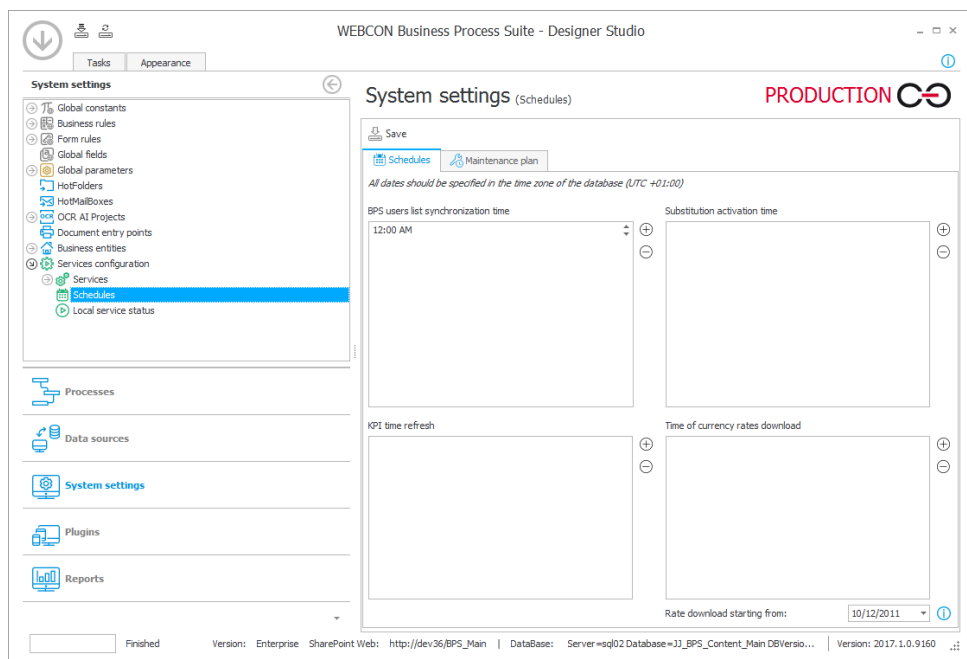 WEBCON Business Process Suite - Designer Studio
Tasks
Appearance
System settings
Global constants
Business rules
Form rules
Global fields
Global parameters
HotFolders
HotMailBoxes
OCR OCR AI Projects
Document entry points
Business entities
Services configuration
Services
Schedules
Local service status
Processes
Data sources
System settings
Plugins
Reports
System settings (Schedules)
PRODUCTION
Save
Schedules
Maintenance plan
All dates should be specified in the time zone of the database (UTC +01:00)
BPS users list synchronization time
12:00 AM
Substitution activation time
KPI time refresh
Time of currency rates download
Rate download starting from:
10/12/2011
Finished
Version: Enterprise SharePoint Web: http://dev36/BPS_Main | DataBase: Server=sql02 Database=JJ_BPS_Content_Main DBVersio... Version: 2017.1.0.9160